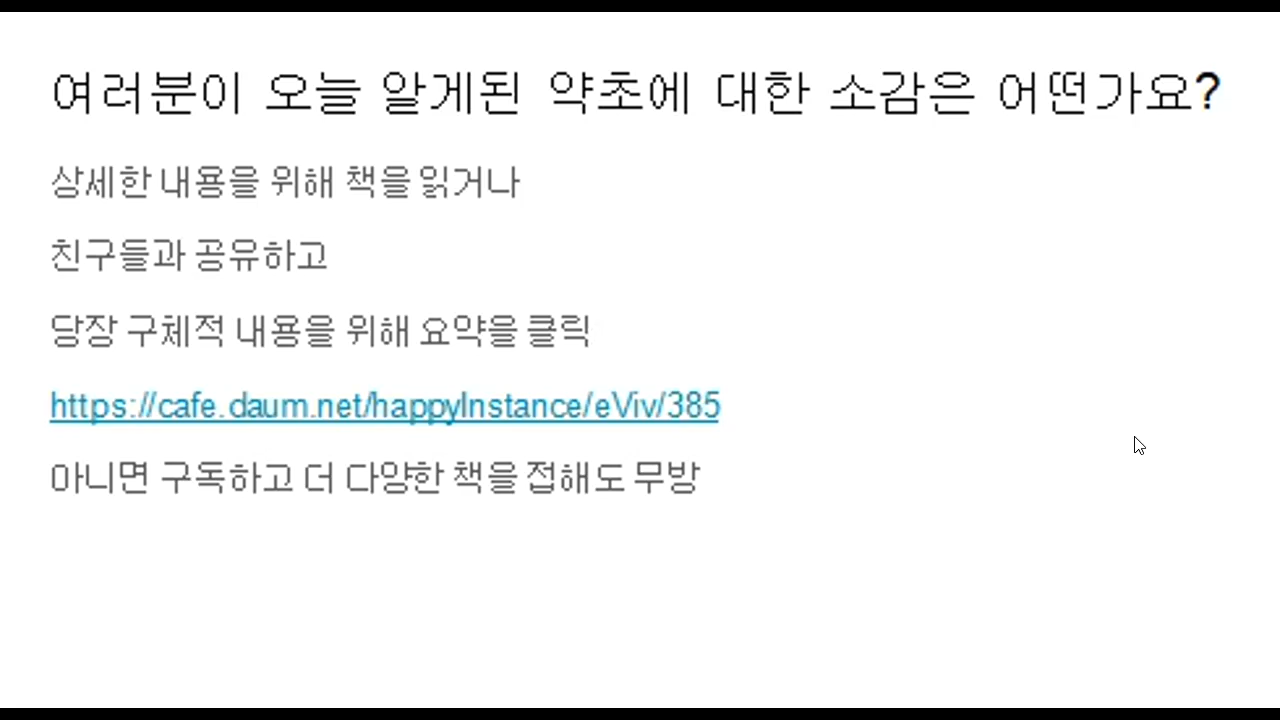 여러분이 오늘 알게된 약초에 대한 소감은 어떤가요?
상세한 내용을 위해 책을 읽거나
친구들과 공유하고
당장 구체적 내용을 위해 요약을 클릭
https://cafe.daum.net/happyInstance/eViv/385
아니면 구독하고 더 다양한 책을 접해도 무방